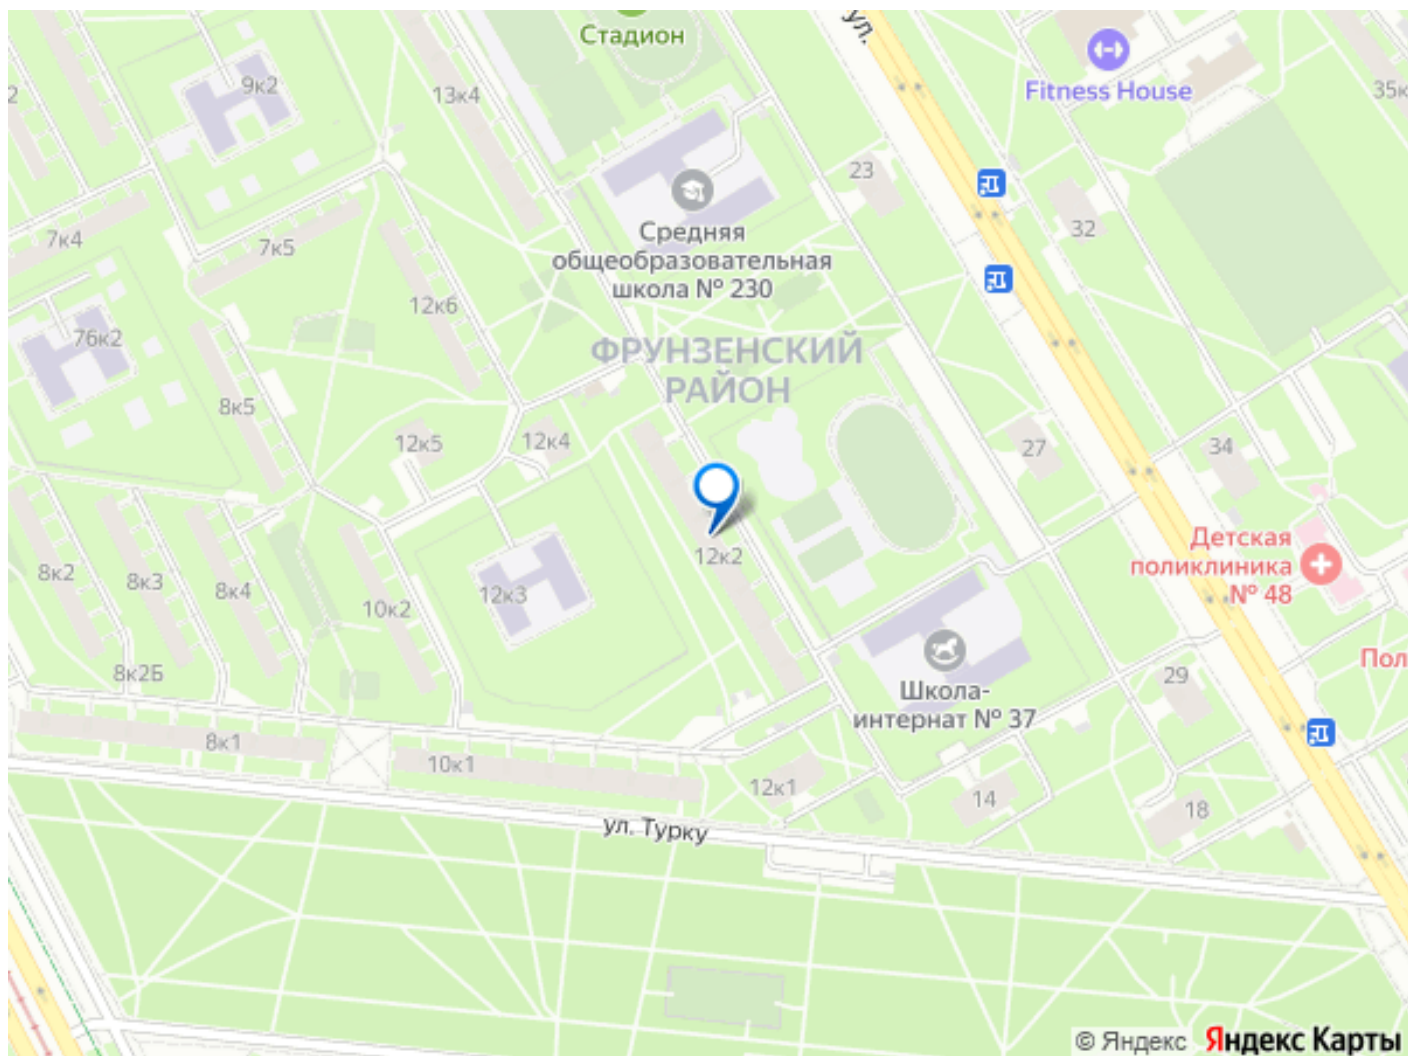 Стадион
ул.
Fitness House
9к2
13к4
35к
2
23
32
Средняя
общеобразовательная
школа № 230
7к4
7к5
12к6
76к2
ФРУНЗЕНСКИЙ
РАЙОН
8к5
12к5
12к4
27
34
Детская
поликлиника
№ 48
12к2
8к2
8к3
8к4
10к2
12к3
8к2Б
Пол
29
Школа-
интернат № 37
8к1
10к1
12к1
14
18
ул. Турку
© Яндекс Яндекс Карты